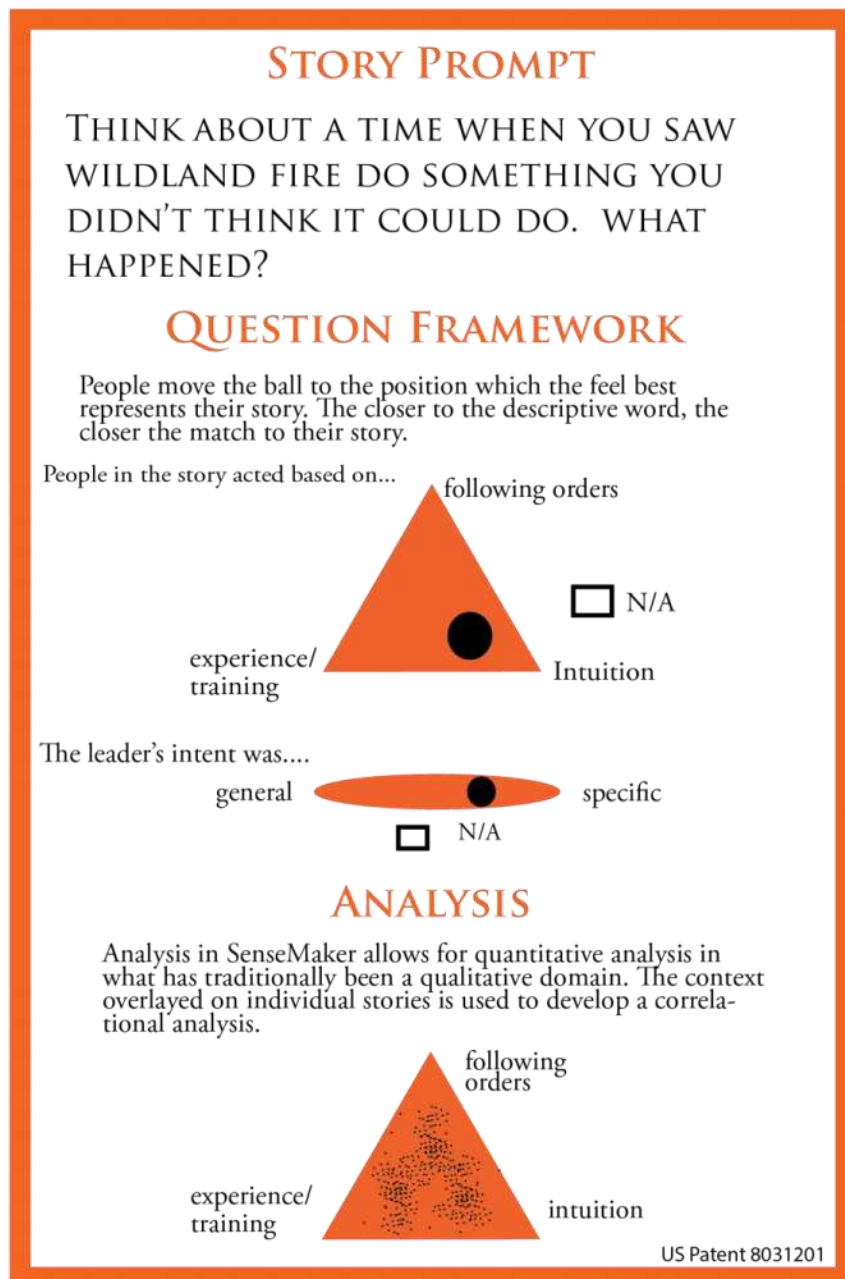 STORY PROMPT
THINK ABOUT A TIME WHEN YOU SAW
WILDLAND FIRE DO SOMETHING YOU
DIDN'T THINK IT COULD DO.  WHAT
HAPPENED?
QUESTION FRAMEWORK
People move the ball to the position which the feel best
represents their story. The closer to the descriptive word, the
closer the match to their story.
People in the story acted based on...
following orders
N/A
experience/
training
Intuition
The leader's intent was....
general
specific
N/A
ANALYSIS
Analysis in SenseMaker allows for quantitative analysis in
what has traditionally been a qualitative domain. The context
overlayed on individual stories is used to develop a correla-
tional analysis.
following
orders
experience/
training
intuition
US Patent 8031201